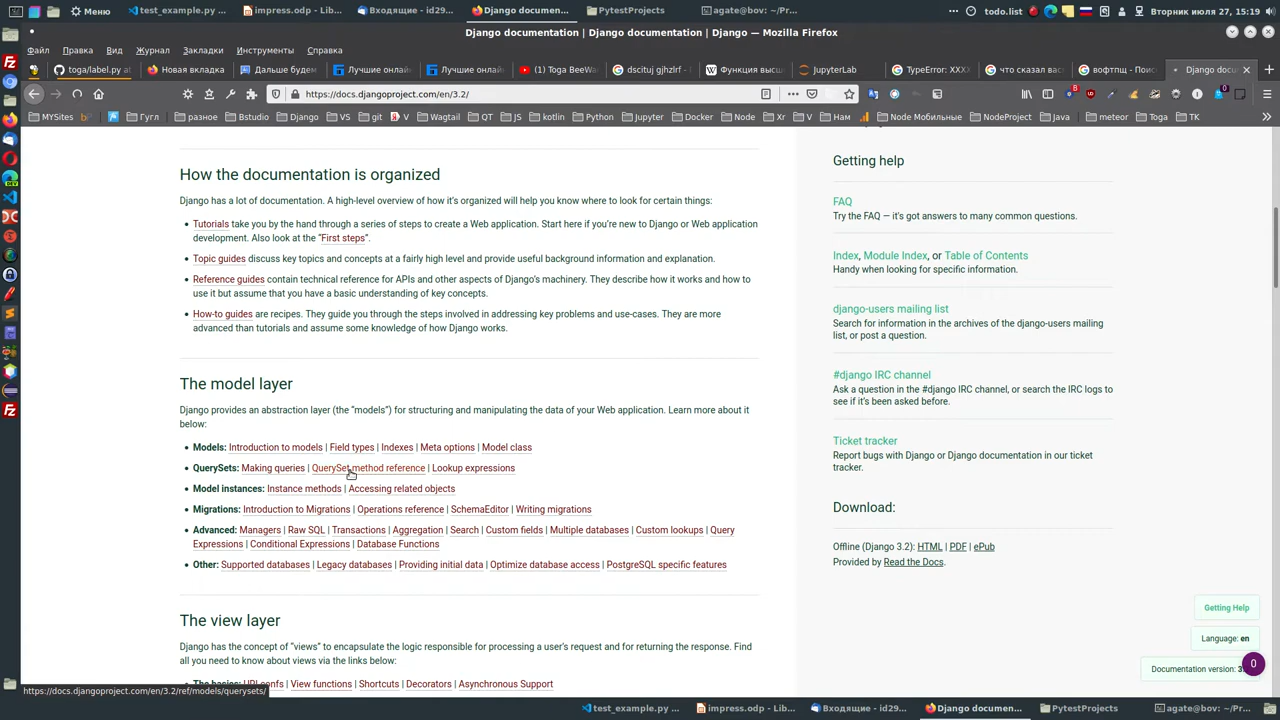 Меню
test_example.py ...
impress.odp - Lib...
Входящие - id29...
Django documen...
PytestProjects
agate@bov: ~/Pr...
todo.list
Вторник июля 27, 15:19
Django documentation | Django documentation | Django — Mozilla Firefox
Файл Правка Вид Журнал Закладки Инструменты Справка
toga/label.py at
Новая вкладка
Дальше будем
Лучшие онлай
Лучшие онлай
(1) Toga BeeWa
dscituj gjhzlrf -
Функция высш
JupyterLab
TypeError: XXX
что сказал вас
вофтпщ - Поис
Django docu
https://docs.djangoproject.com/en/3.2/
MYSites
Гугл
разное
Bstudio
Django
VS
git
V
Wagtail
QT
JS
kotlin
Python
Jupyter
Docker
Node
Xr
V
Нам
Node Мобильные
NodeProject
Java
meteor
Toga
ТК
How the documentation is organized
Django has a lot of documentation. A high-level overview of how it's organized will help you know where to look for certain things:
Tutorials take you by the hand through a series of steps to create a Web application. Start here if you're new to Django or Web application
development. Also look at the “First steps”.
Topic guides discuss key topics and concepts at a fairly high level and provide useful background information and explanation.
Reference guides contain technical reference for APIs and other aspects of Django's machinery. They describe how it works and how to
use it but assume that you have a basic understanding of key concepts.
How-to guides are recipes. They guide you through the steps involved in addressing key problems and use-cases. They are more
advanced than tutorials and assume some knowledge of how Django works.
The model layer
Django provides an abstraction layer (the “models”) for structuring and manipulating the data of your Web application. Learn more about it
below:
Models: Introduction to models | Field types | Indexes | Meta options | Model class
QuerySets: Making queries | QuerySet method reference | Lookup expressions
Model instances: Instance methods | Accessing related objects
Migrations: Introduction to Migrations | Operations reference | SchemaEditor | Writing migrations
Advanced: Managers | Raw SQL | Transactions | Aggregation | Search | Custom fields | Multiple databases | Custom lookups | Query
Expressions | Conditional Expressions | Database Functions
Other: Supported databases | Legacy databases | Providing initial data | Optimize database access | PostgreSQL specific features
The view layer
Django has the concept of “views” to encapsulate the logic responsible for processing a user's request and for returning the response. Find
all you need to know about views via the links below:
The basics: URLconfs | View functions | Shortcuts | Decorators | Asynchronous Support
Getting help
FAQ
Try the FAQ — it's got answers to many common questions.
Index, Module Index, or Table of Contents
Handy when looking for specific information.
django-users mailing list
Search for information in the archives of the django-users mailing
list, or post a question.
#django IRC channel
Ask a question in the #django IRC channel, or search the IRC logs to
see if it's been asked before.
Ticket tracker
Report bugs with Django or Django documentation in our ticket
tracker.
Download:
Offline (Django 3.2): HTML | PDF | ePub
Provided by Read the Docs.
Getting Help
Language: en
Documentation version: 3.
0
https://docs.djangoproject.com/en/3.2/ref/models/querysets/
test_example.py ...
impress.odp - Lib...
Входящие - id29...
Django documen...
PytestProjects
agate@bov: ~/Pr...